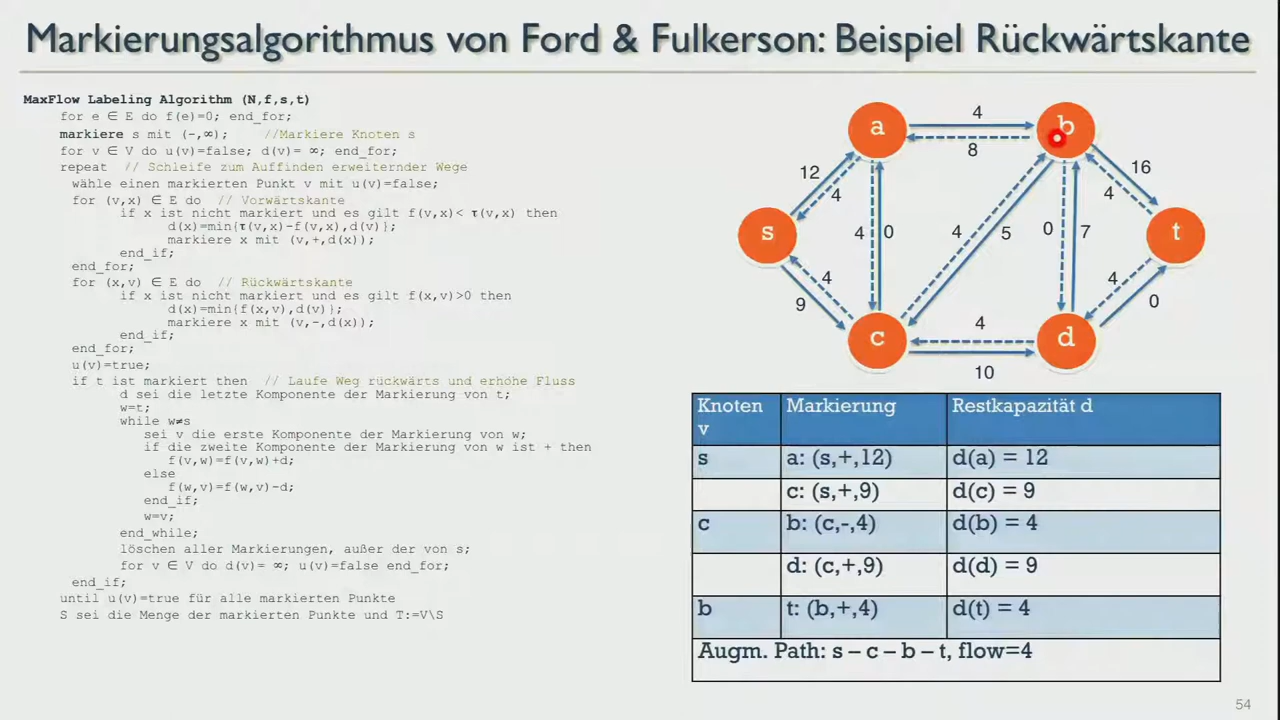 Markierungsalgorithmus von Ford & Fulkerson: Beispiel Rückwärtskante
MaxFlow Labeling Algorithm (N,f,s,t)
for e ∈ E do f(e)=0; end_for;
markiere s mit (-,∞); //Markiere Knoten s
for v ∈ V do u(v)=false; d(v)= ∞; end_for;
repeat // Schleife zum Auffinden erweiternder Wege
wähle einen markierten Punkt v mit u(v)=false;
for (v,x) ∈ E do // Vorwärtskante
if x ist nicht markiert und es gilt f(v,x)< τ(v,x) then
d(x)=min{τ(v,x)-f(v,x),d(v)};
markiere x mit (v,+,d(x));
end_if;
end_for;
for (x,v) ∈ E do // Rückwärtskante
if x ist nicht markiert und es gilt f(x,v)>0 then
d(x)=min{f(x,v),d(v)};
markiere x mit (v,-,d(x));
end_if;
end_for;
u(v)=true;
if t ist markiert then // Laufe Weg rückwärts und erhöhe Fluss
d sei die letzte Komponente der Markierung von t;
w=t;
while w≠s
sei v die erste Komponente der Markierung von w;
if die zweite Komponente der Markierung von w ist + then
f(v,w)=f(v,w)+d;
else
f(w,v)=f(w,v)-d;
end_if;
w=v;
end_while;
löschen aller Markierungen, außer der von s;
for v ∈ V do d(v)= ∞; u(v)=false end_for;
end_if;
until u(v)=true für alle markierten Punkte
S sei die Menge der markierten Punkte und T:=V\S
a
4
b
8
12
4
16
4
s
4
0
4
5
0
7
t
4
9
4
0
c
4
d
10
Knoten v Markierung Restkapazität d
s a: (s,+,12) d(a) = 12
c: (s,+,9) d(c) = 9
c b: (c,-,4) d(b) = 4
d: (c,+,9) d(d) = 9
b t: (b,+,4) d(t) = 4
Augm. Path: s – c – b – t, flow=4
54